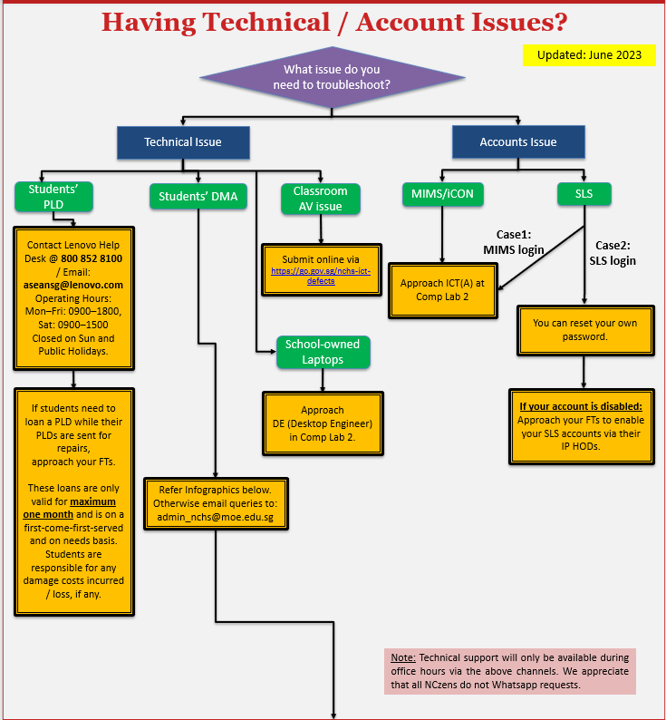 Having Technical / Account Issues?
Updated: June 2023
What issue do you
need to troubleshoot?
Technical Issue
Accounts Issue
Students'
PLD
Students' DMA
Classroom
AV issue
MIMS/iCON
SLS
Contact Lenovo Help
Desk @ 800 852 8100
/ Email:
aseansg@lenovo.com
Operating Hours:
Mon–Fri: 0900–1800,
Sat: 0900–1500
Closed on Sun and
Public Holidays.
Submit online via
https://go.gov.sg/nchs-ict-
defects
Case1:
MIMS login
Case2:
SLS login
Approach ICT(A) at
Comp Lab 2
You can reset your own
password.
School-owned
Laptops
Approach
DE (Desktop Engineer)
in Comp Lab 2.
If your account is disabled:
Approach your FTs to enable
your SLS accounts via their
IP HODs.
If students need to
loan a PLD while their
PLDs are sent for
repairs,
approach your FTs.
These loans are only
valid for maximum
one month and is on a
first-come-first-served
and on needs basis.
Students are
responsible for any
damage costs incurred
/ loss, if any.
Refer Infographics below.
Otherwise email queries to:
admin_nchs@moe.edu.sg
Note: Technical support will only be available during
office hours via the above channels. We appreciate
that all NCzens do not Whatsapp requests.